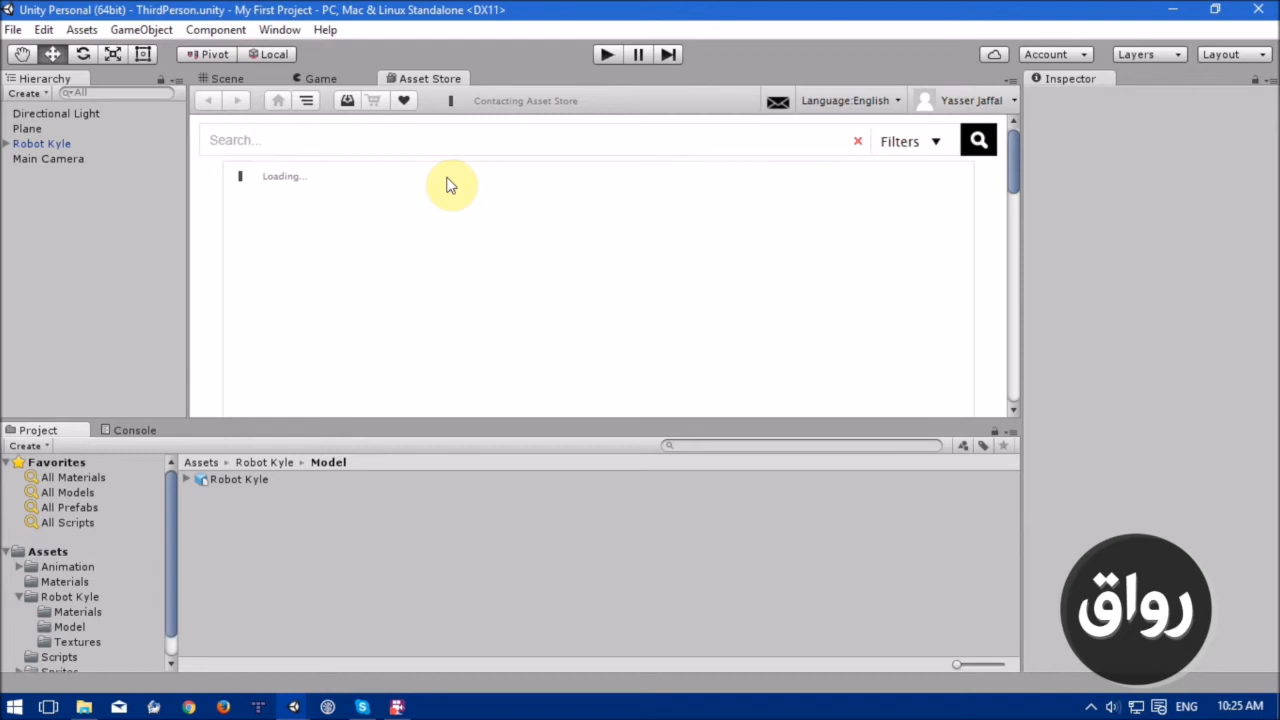 Unity Personal (64bit) - ThirdPerson.unity - My First Project - PC, Mac & Linux Standalone <DX11>
File Edit Assets GameObject Component Window Help
Pivot Local Account Layers Layout
Hierarchy Scene Game Asset Store Inspector
Create All
Contacting Asset Store Language:English Yasser Jaffal
Directional Light
Plane
Robot Kyle
Main Camera
Search... Filters
Loading...
Project Console
Create
Favorites
All Materials
All Models
All Prefabs
All Scripts
Assets
Animation
Materials
Robot Kyle
Materials
Model
Textures
Scripts
Sprites
Assets Robot Kyle Model
Robot Kyle
رواق
ENG 10:25 AM